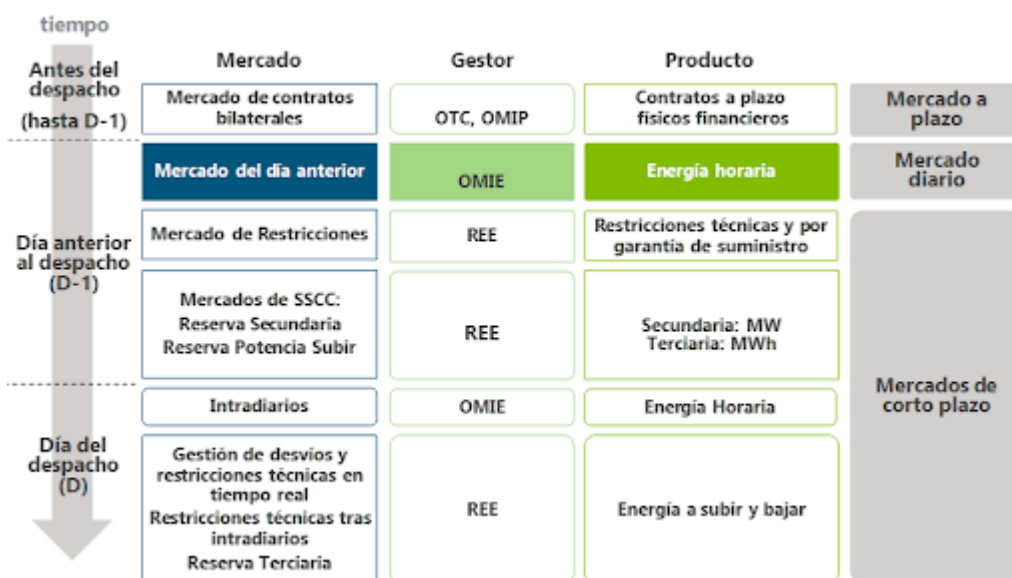 tiempo
Mercado
Gestor
Producto
Antes del
despacho
(hasta D-1)
Mercado de contratos
bilaterales
OTC, OMIP
Contratos a plazo
físicos financieros
Mercado a
plazo
Mercado del día anterior
OMIE
Energía horaria
Mercado
diario
Día anterior
al despacho
(D-1)
Mercado de Restricciones
REE
Restricciones técnicas y por
garantía de suministro
Mercados de SSCC:
Reserva Secundaria
Reserva Potencia Subir
REE
Secundaria: MW
Terciaria: MWh
Mercados de
corto plazo
Intradiarios
OMIE
Energía Horaria
Día del
despacho
(D)
Gestión de desvíos y
restricciones técnicas en
tiempo real
Restricciones técnicas tras
intradiarios
Reserva Terciaria
REE
Energía a subir y bajar